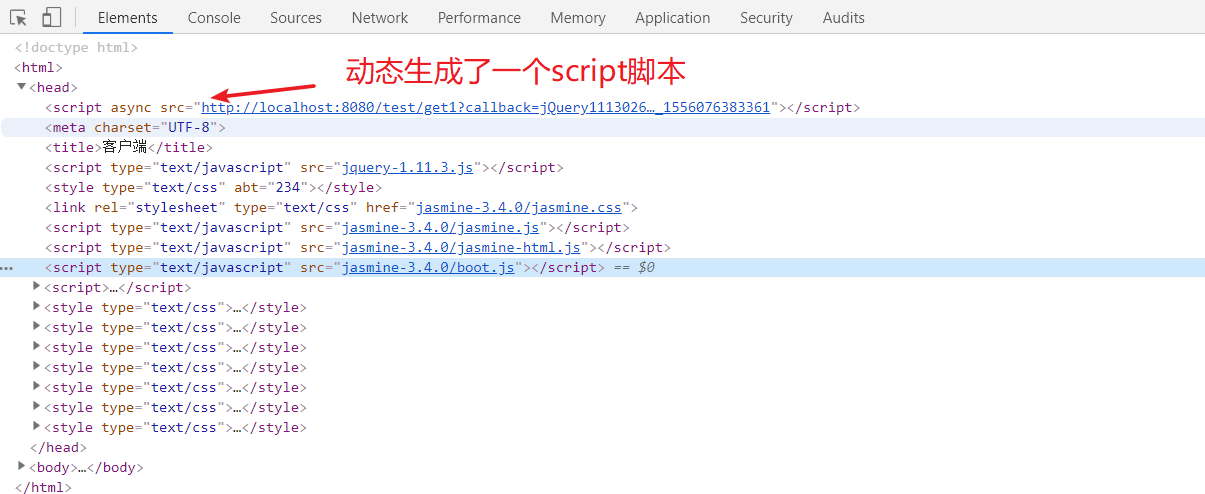 Elements Console Sources Network Performance Memory Application Security Audits
<!doctype html>
<html>
动态生成了一个script脚本
<head>
<script async src="http://localhost:8080/test/get1?callback=jQuery1113026…_1556076383361"></script>
<meta charset="UTF-8">
<title>客户端</title>
<script type="text/javascript" src="jquery-1.11.3.js"></script>
<style type="text/css" abt="234"></style>
<link rel="stylesheet" type="text/css" href="jasmine-3.4.0/jasmine.css">
<script type="text/javascript" src="jasmine-3.4.0/jasmine.js"></script>
<script type="text/javascript" src="jasmine-3.4.0/jasmine-html.js"></script>
<script type="text/javascript" src="jasmine-3.4.0/boot.js"></script> == $0
<script>…</script>
<style type="text/css">…</style>
<style type="text/css">…</style>
<style type="text/css">…</style>
<style type="text/css">…</style>
<style type="text/css">…</style>
<style type="text/css">…</style>
<style type="text/css">…</style>
</head>
<body>…</body>
</html>